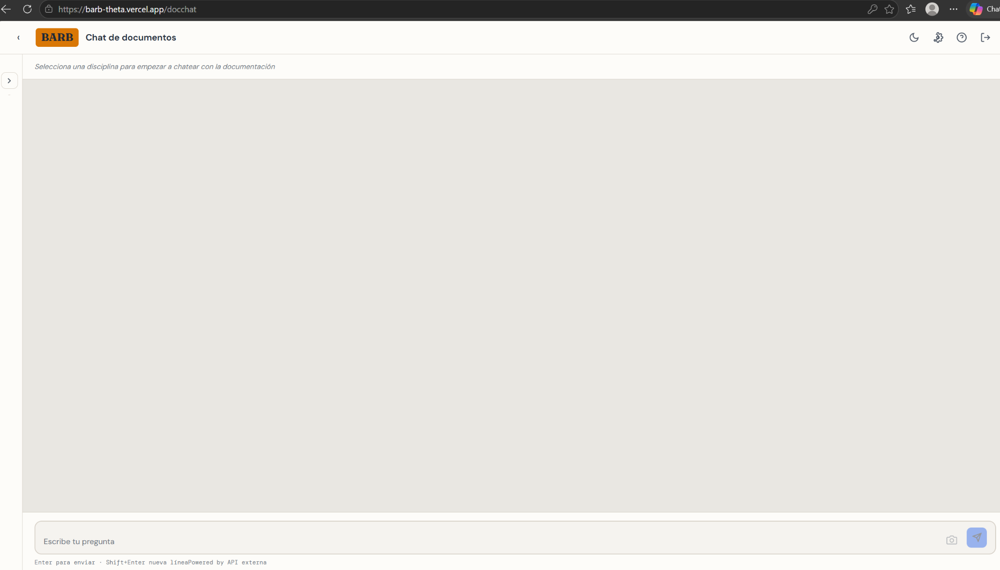 https://barb-theta.vercel.app/docchat
Chat
BARB Chat de documentos
Selecciona una disciplina para empezar a chatear con la documentación
Escribe tu pregunta
Enter para enviar · Shift+Enter nueva líneaPowered by API externa